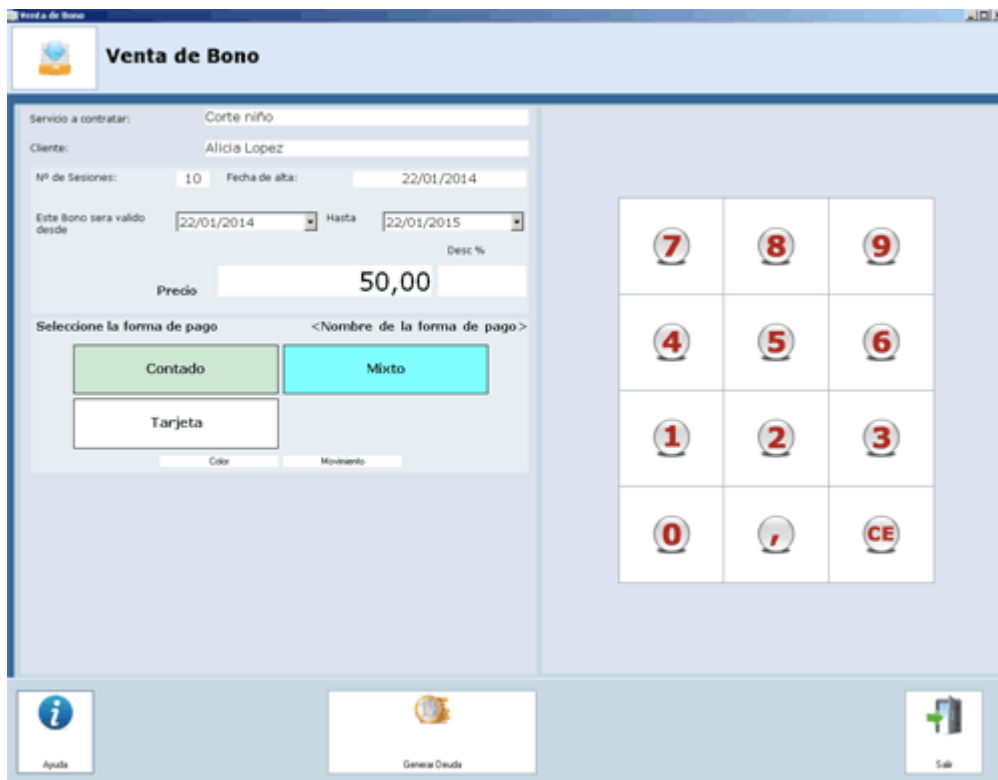 Venta de Bono
Venta de Bono
Servicio a contratar: Corte niño
Cliente: Alicia Lopez
Nº de Sesiones: 10 Fecha de alta: 22/01/2014
Este Bono sera valido desde 22/01/2014 Hasta 22/01/2015
Desc %
Precio 50,00
Seleccione la forma de pago <Nombre de la forma de pago>
Contado Mixto
Tarjeta
Color Movimiento
7 8 9
4 5 6
1 2 3
0 , CE
Ayuda Generar Deuda Salir